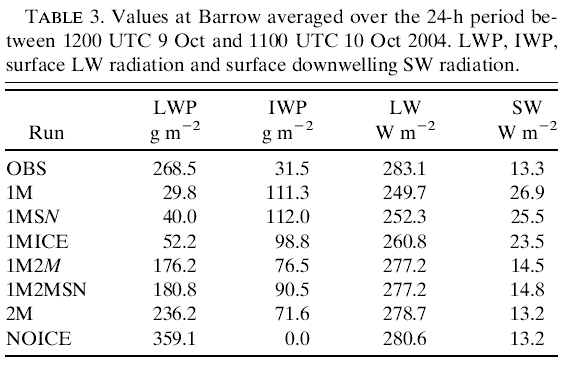 TABLE 3. Values at Barrow averaged over the 24-h period be-
tween 1200 UTC 9 Oct and 1100 UTC 10 Oct 2004. LWP, IWP,
surface LW radiation and surface downwelling SW radiation.
LWP IWP LW SW
Run g m−2 g m−2 W m−2 W m−2
OBS 268.5 31.5 283.1 13.3
1M 29.8 111.3 249.7 26.9
1MSN 40.0 112.0 252.3 25.5
1MICE 52.2 98.8 260.8 23.5
1M2M 176.2 76.5 277.2 14.5
1M2MSN 180.8 90.5 277.2 14.8
2M 236.2 71.6 278.7 13.2
NOICE 359.1 0.0 280.6 13.2